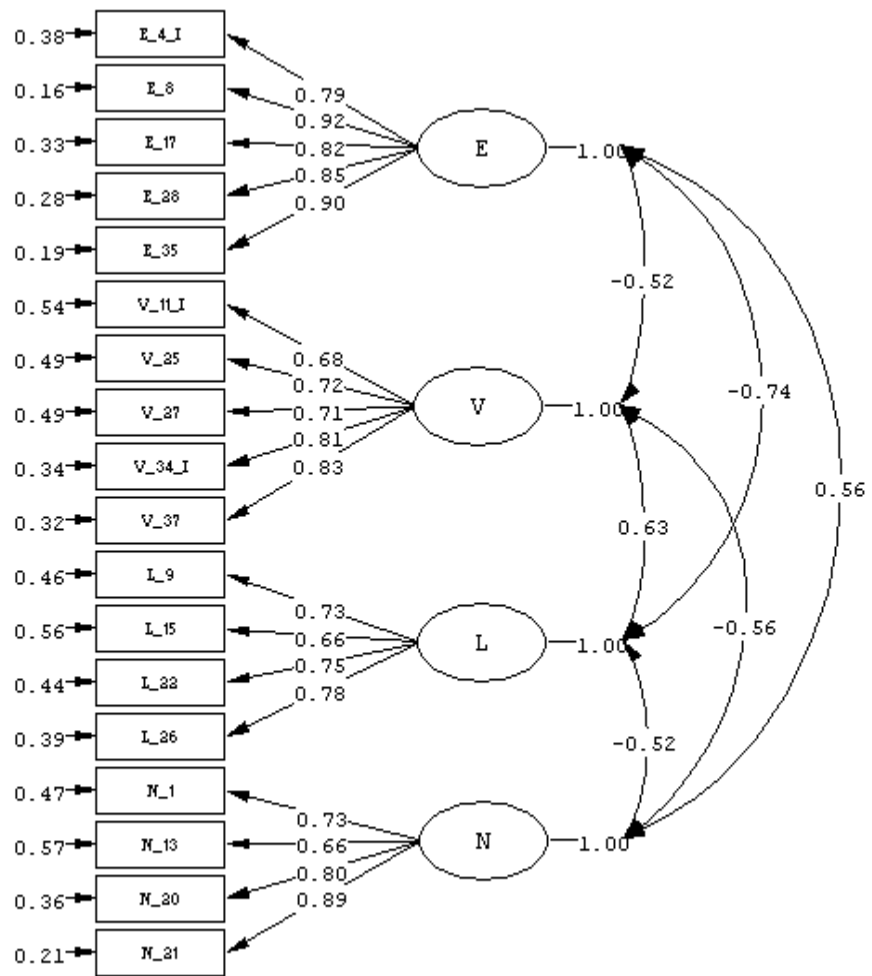 0.38 E_4_I
0.79
0.16 E_8
0.92
0.33 E_17
0.82
E
1.00
0.28 E_28
0.85
0.19 E_35
0.90
-0.52
0.54 V_11_I
0.68
0.49 V_25
0.72
0.49 V_27
0.71
V
1.00
-0.74
0.34 V_34_I
0.81
0.32 V_37
0.83
0.56
0.63
0.46 L_9
0.73
0.56 L_15
0.66
L
1.00
-0.56
0.44 L_22
0.75
0.39 L_26
0.78
-0.52
0.47 N_1
0.73
0.57 N_13
0.66
N
1.00
0.36 N_20
0.80
0.21 N_21
0.89